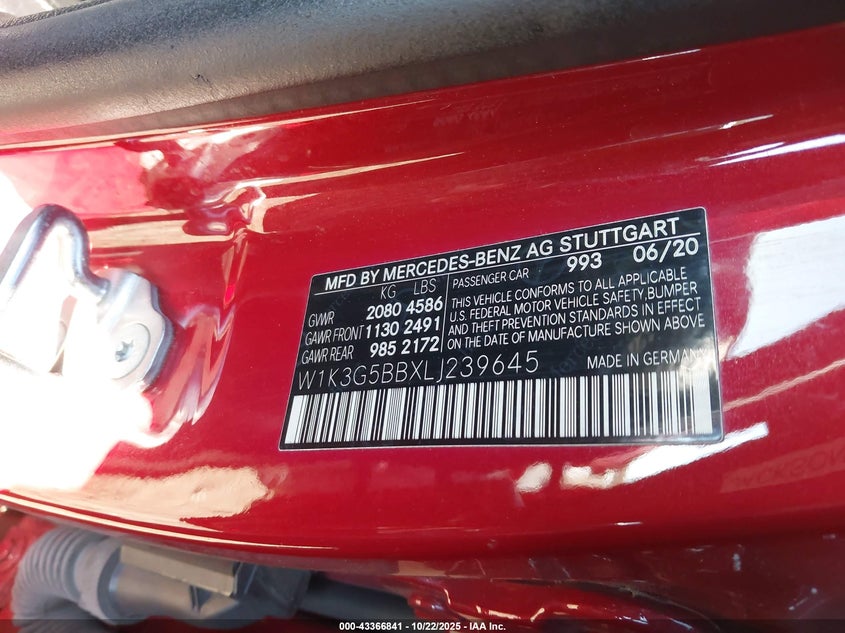 MFD BY MERCEDES-BENZ AG STUTTGART
KG LBS PASSENGER CAR 993 06/20
GVWR 2080 4586
GAWR FRONT 1130 2491
GAWR REAR 985 2172
THIS VEHICLE CONFORMS TO ALL APPLICABLE
U.S. FEDERAL MOTOR VEHICLE SAFETY, BUMPER
AND THEFT PREVENTION STANDARDS IN EFFECT
ON THE DATE OF MANUFACTURE SHOWN ABOVE
W1K3G5BBXLJ239645 MADE IN GERMANY
000-43366841 - 10/22/2025 - IAA Inc.